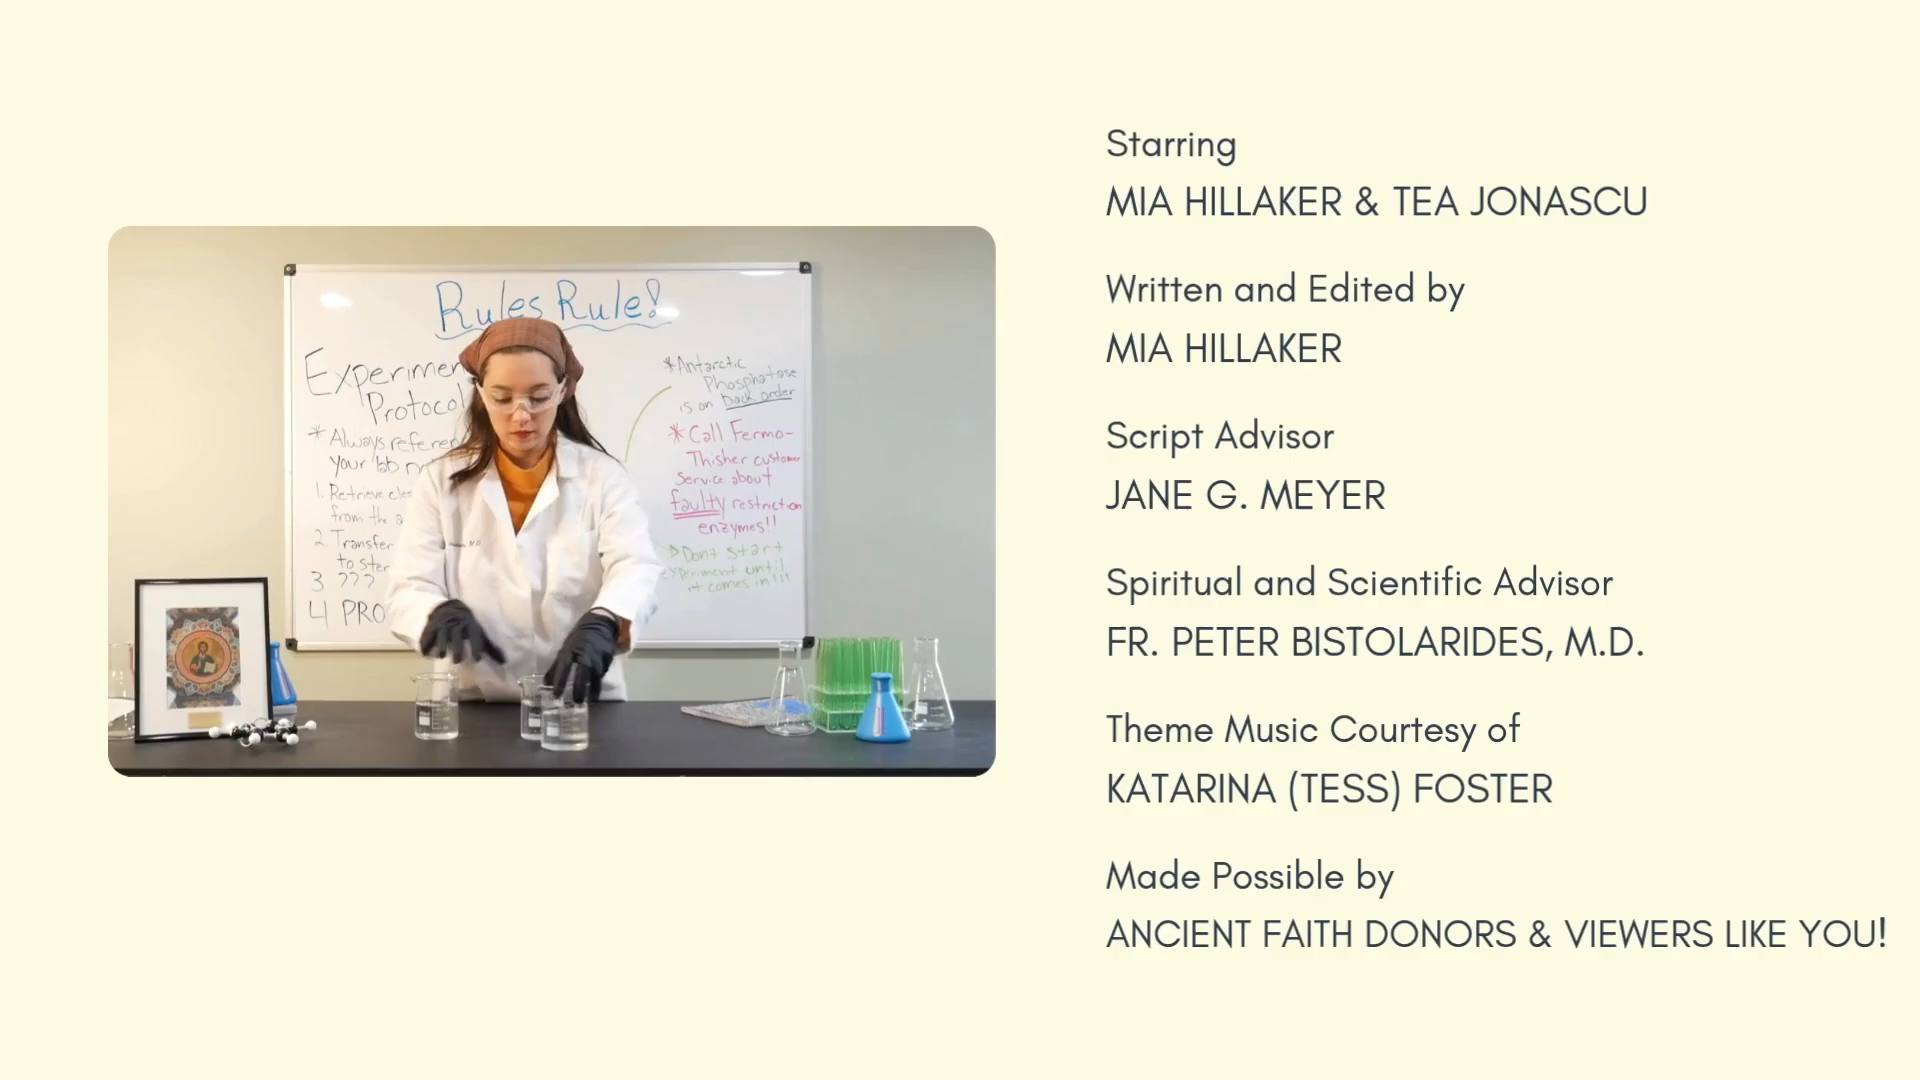 Rules Rule!
Experimen
Protocol
* Always referen
your lab n
1. Retrieve cle
from the a
2. Transfer
to ster
3 ???
4 PRO
* Antarctic
Phosphatase
is on back order
* Call Fermo-
Thisher customer
service about
faulty restriction
enzymes!!
Dont start
experiment until
it comes in!!!
Starring
MIA HILLAKER & TEA JONASCU
Written and Edited by
MIA HILLAKER
Script Advisor
JANE G. MEYER
Spiritual and Scientific Advisor
FR. PETER BISTOLARIDES, M.D.
Theme Music Courtesy of
KATARINA (TESS) FOSTER
Made Possible by
ANCIENT FAITH DONORS & VIEWERS LIKE YOU!